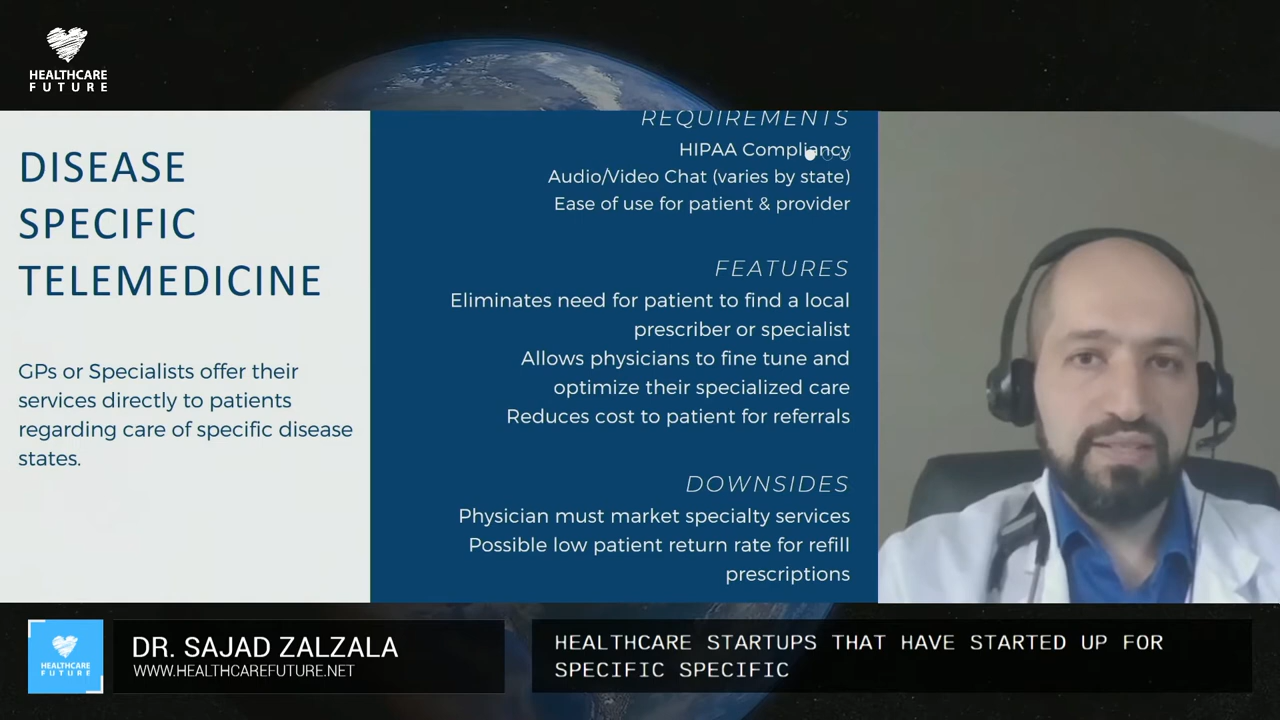 HEALTHCARE
FUTURE
DISEASE
SPECIFIC
TELEMEDICINE
GPs or Specialists offer their
services directly to patients
regarding care of specific disease
states.
REQUIREMENTS
HIPAA Compliancy
Audio/Video Chat (varies by state)
Ease of use for patient & provider
FEATURES
Eliminates need for patient to find a local
prescriber or specialist
Allows physicians to fine tune and
optimize their specialized care
Reduces cost to patient for referrals
DOWNSIDES
Physician must market specialty services
Possible low patient return rate for refill
prescriptions
HEALTHCARE
FUTURE
DR. SAJAD ZALZALA
WWW.HEALTHCAREFUTURE.NET
HEALTHCARE STARTUPS THAT HAVE STARTED UP FOR
SPECIFIC SPECIFIC